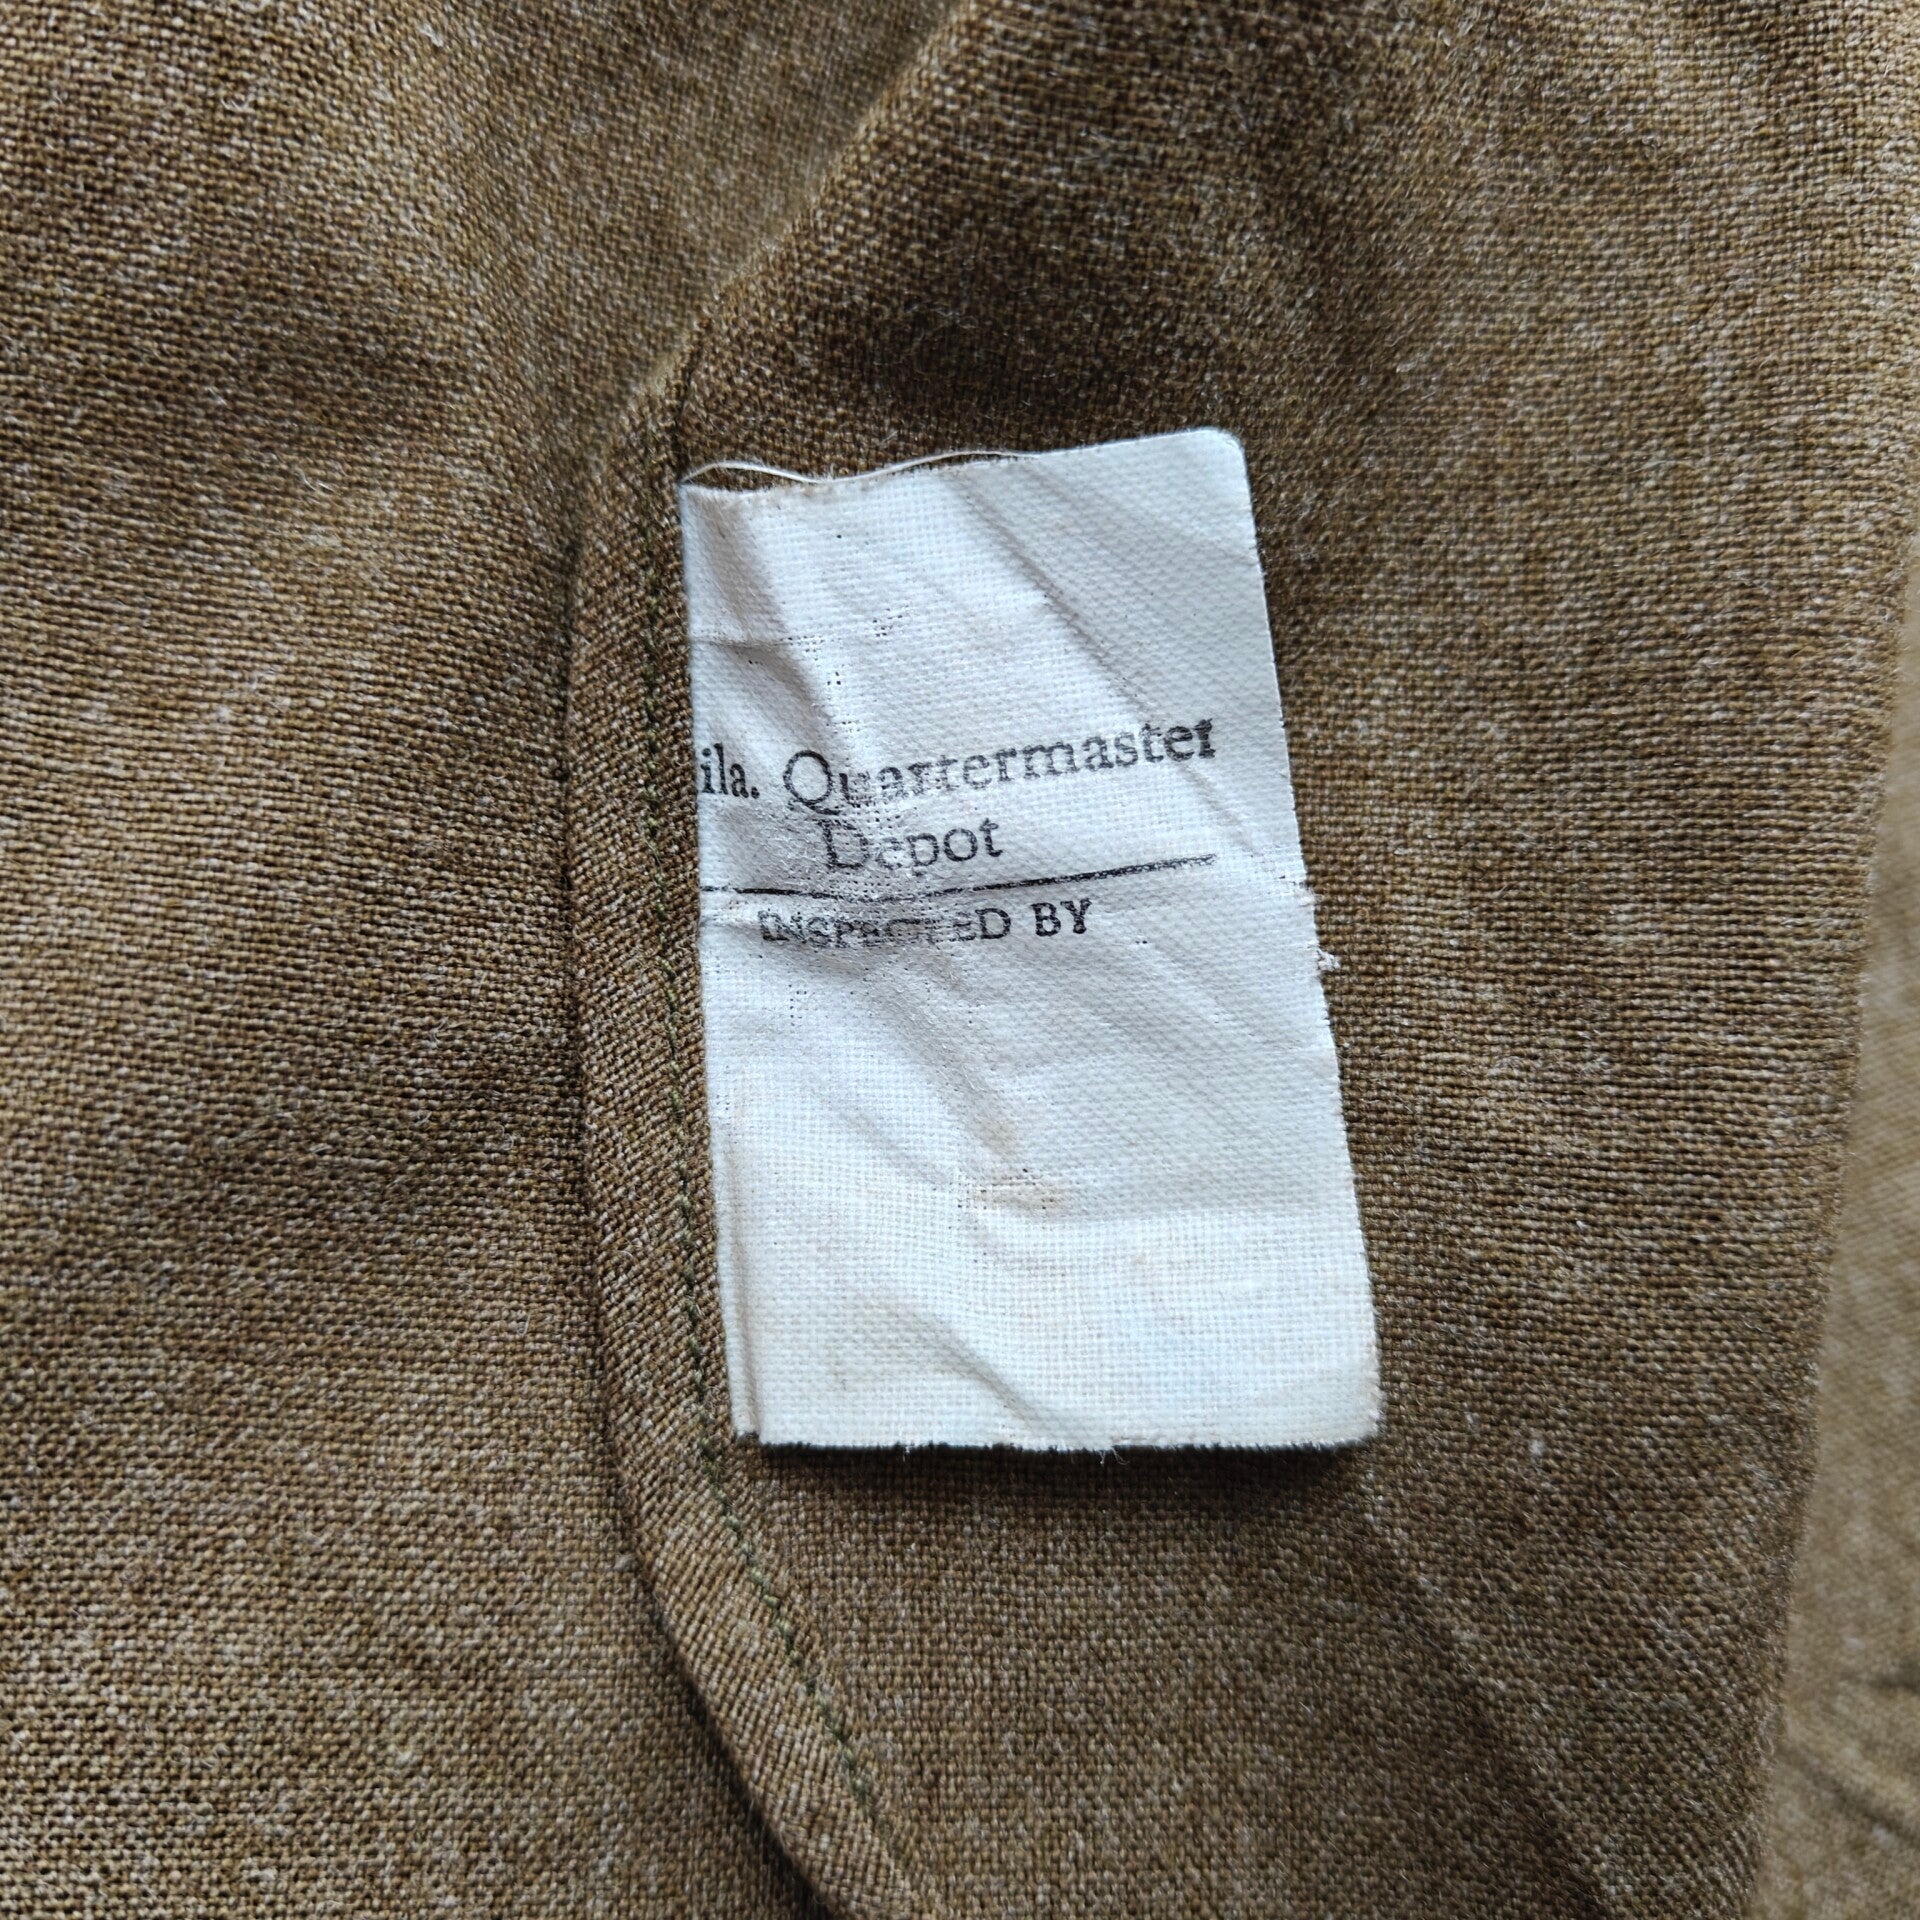 ila. Quartermaster
Depot
INSPECTED BY